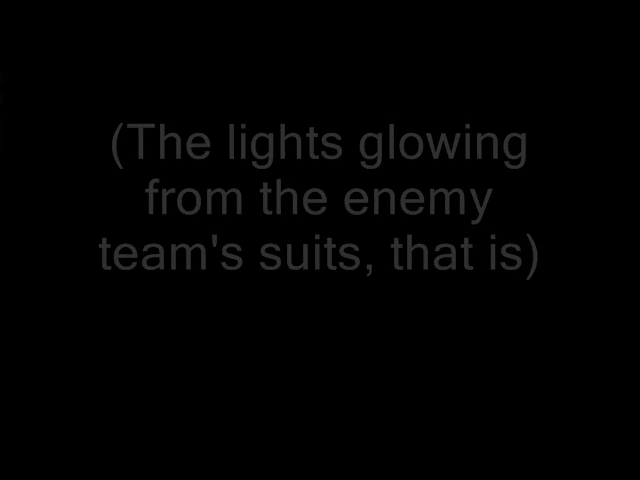 (The lights glowing
from the enemy
team's suits, that is)